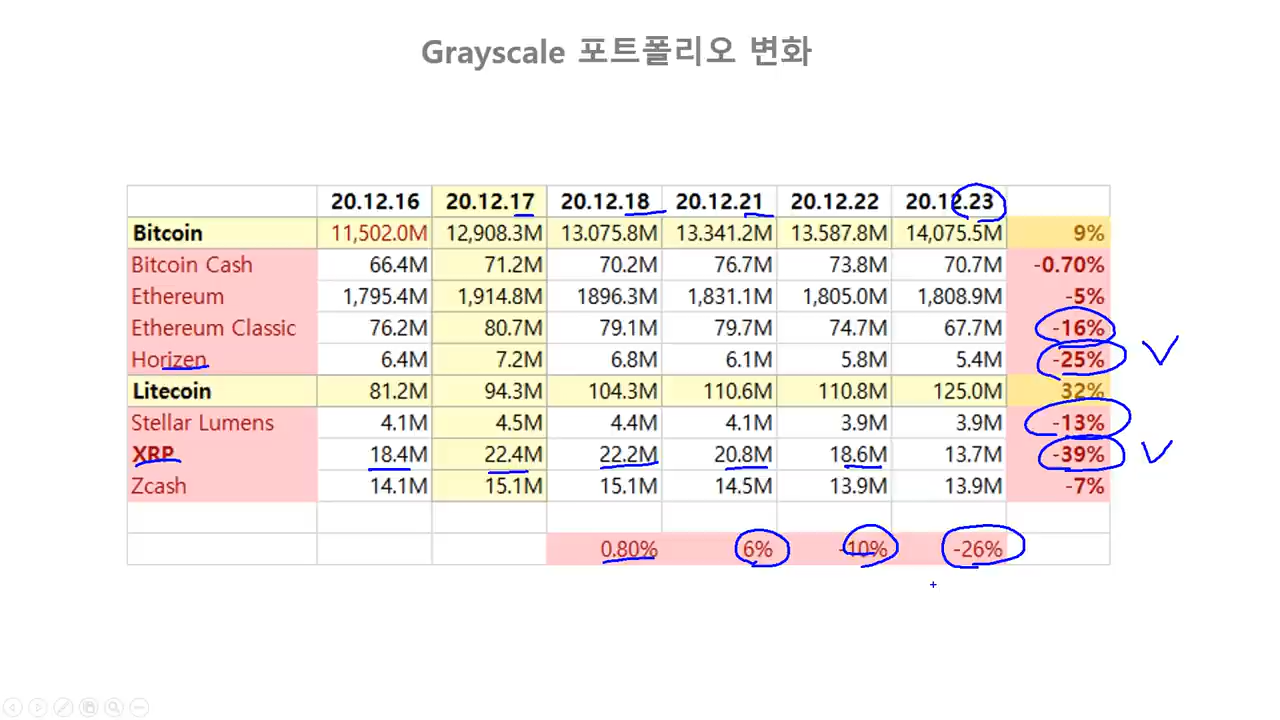 Grayscale 포트폴리오 변화
20.12.16 20.12.17 20.12.18 20.12.21 20.12.22 20.12.23
Bitcoin 11,502.0M 12,908.3M 13.075.8M 13.341.2M 13.587.8M 14,075.5M 9%
Bitcoin Cash 66.4M 71.2M 70.2M 76.7M 73.8M 70.7M -0.70%
Ethereum 1,795.4M 1,914.8M 1896.3M 1,831.1M 1,805.0M 1,808.9M -5%
Ethereum Classic 76.2M 80.7M 79.1M 79.7M 74.7M 67.7M -16%
Horizen 6.4M 7.2M 6.8M 6.1M 5.8M 5.4M -25%
Litecoin 81.2M 94.3M 104.3M 110.6M 110.8M 125.0M 32%
Stellar Lumens 4.1M 4.5M 4.4M 4.1M 3.9M 3.9M -13%
XRP 18.4M 22.4M 22.2M 20.8M 18.6M 13.7M -39%
Zcash 14.1M 15.1M 15.1M 14.5M 13.9M 13.9M -7%
0.80% 6% -10% -26%